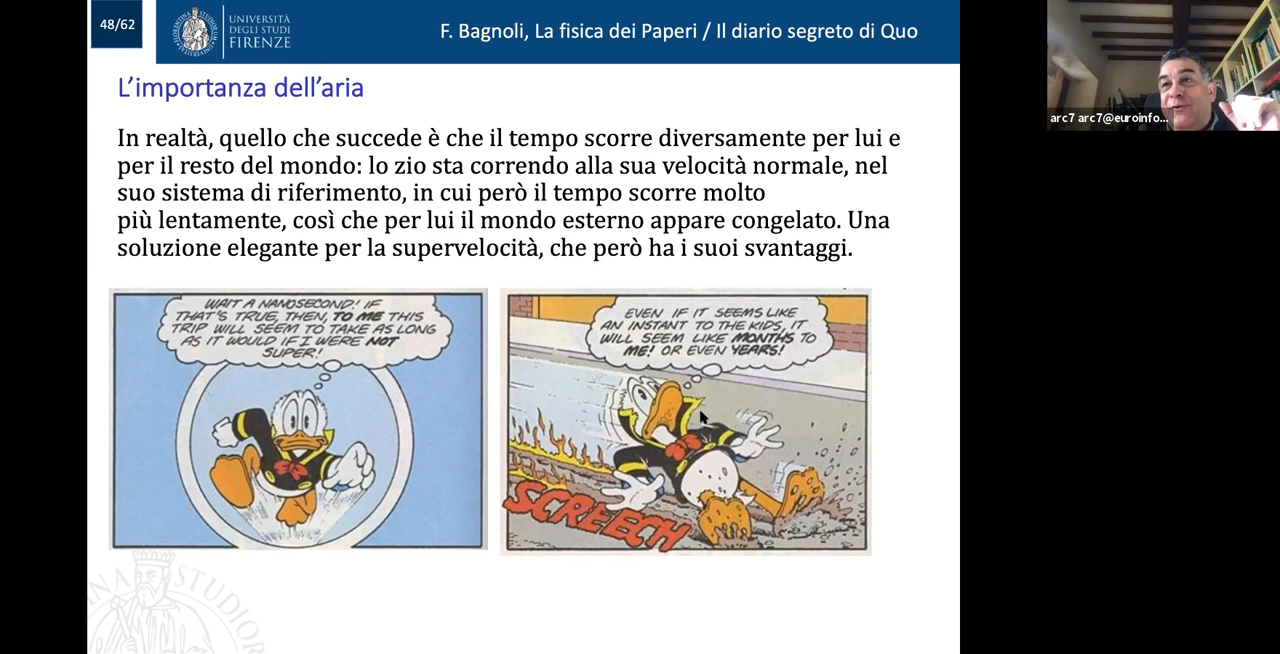 48/62
UNIVERSITÀ
DEGLI STUDI
FIRENZE
F. Bagnoli, La fisica dei Paperi / Il diario segreto di Quo
arc7 arc7@euroinfo...
L'importanza dell'aria
In realtà, quello che succede è che il tempo scorre diversamente per lui e
per il resto del mondo: lo zio sta correndo alla sua velocità normale, nel
suo sistema di riferimento, in cui però il tempo scorre molto
più lentamente, così che per lui il mondo esterno appare congelato. Una
soluzione elegante per la supervelocità, che però ha i suoi svantaggi.
WAIT A NANOSECOND! IF
THAT'S TRUE, THEN, TO ME THIS
TRIP WILL SEEM TO TAKE AS LONG
AS IT WOULD IF I WERE NOT
SUPER!
EVEN IF IT SEEMS LIKE
AN INSTANT TO THE KIDS, IT
WILL SEEM LIKE MONTHS TO
ME! OR EVEN YEARS!
SCREECH